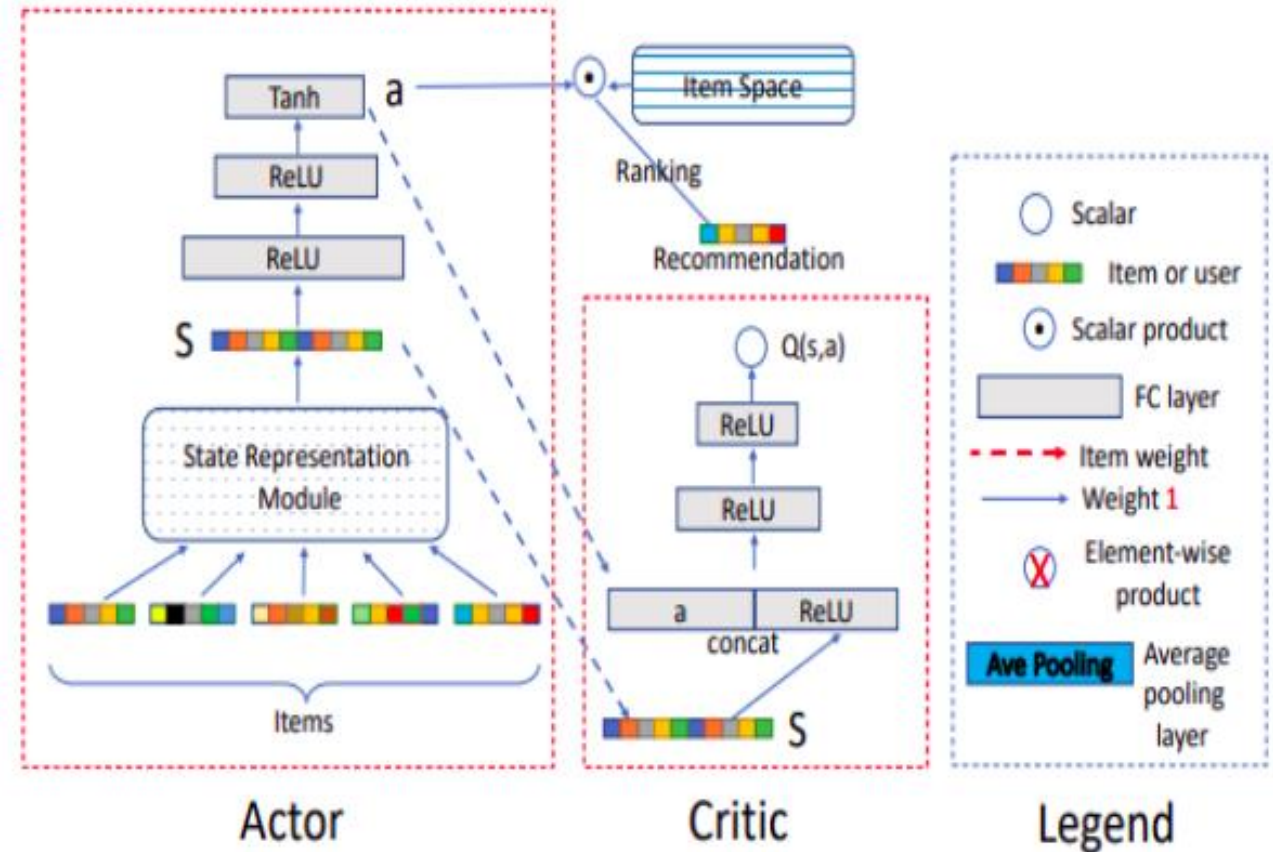 Tanh
a
ReLU
ReLU
S
State Representation
Module
Items
Actor
Item Space
Ranking
Recommendation
Q(s,a)
ReLU
ReLU
a
ReLU
concat
S
Critic
Scalar
Item or user
Scalar product
FC layer
Item weight
Weight 1
X
Element-wise
product
Ave Pooling
Average
pooling
layer
Legend